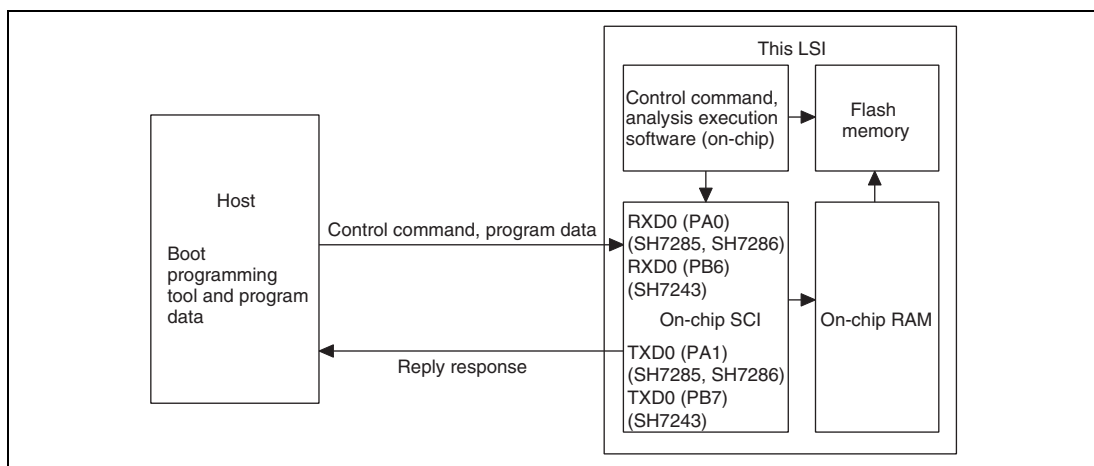 This LSI
Control command,
analysis execution
software (on-chip)
Flash
memory
Host
Boot
programming
tool and program
data
Control command, program data
RXD0 (PA0)
(SH7285, SH7286)
RXD0 (PB6)
(SH7243)
On-chip SCI
TXD0 (PA1)
(SH7285, SH7286)
TXD0 (PB7)
(SH7243)
On-chip RAM
Reply response